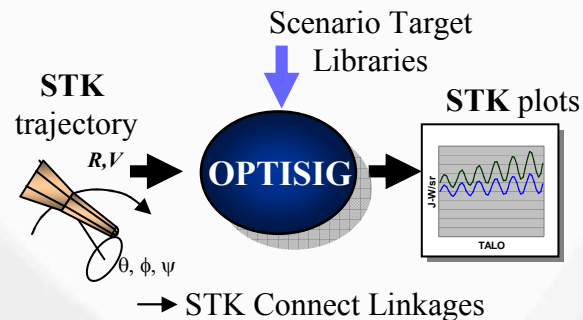 Scenario Target
Libraries
STK
trajectory
R,V
OPTISIG
STK plots
J-W/sr
TALO
θ, ϕ, ψ
STK Connect Linkages